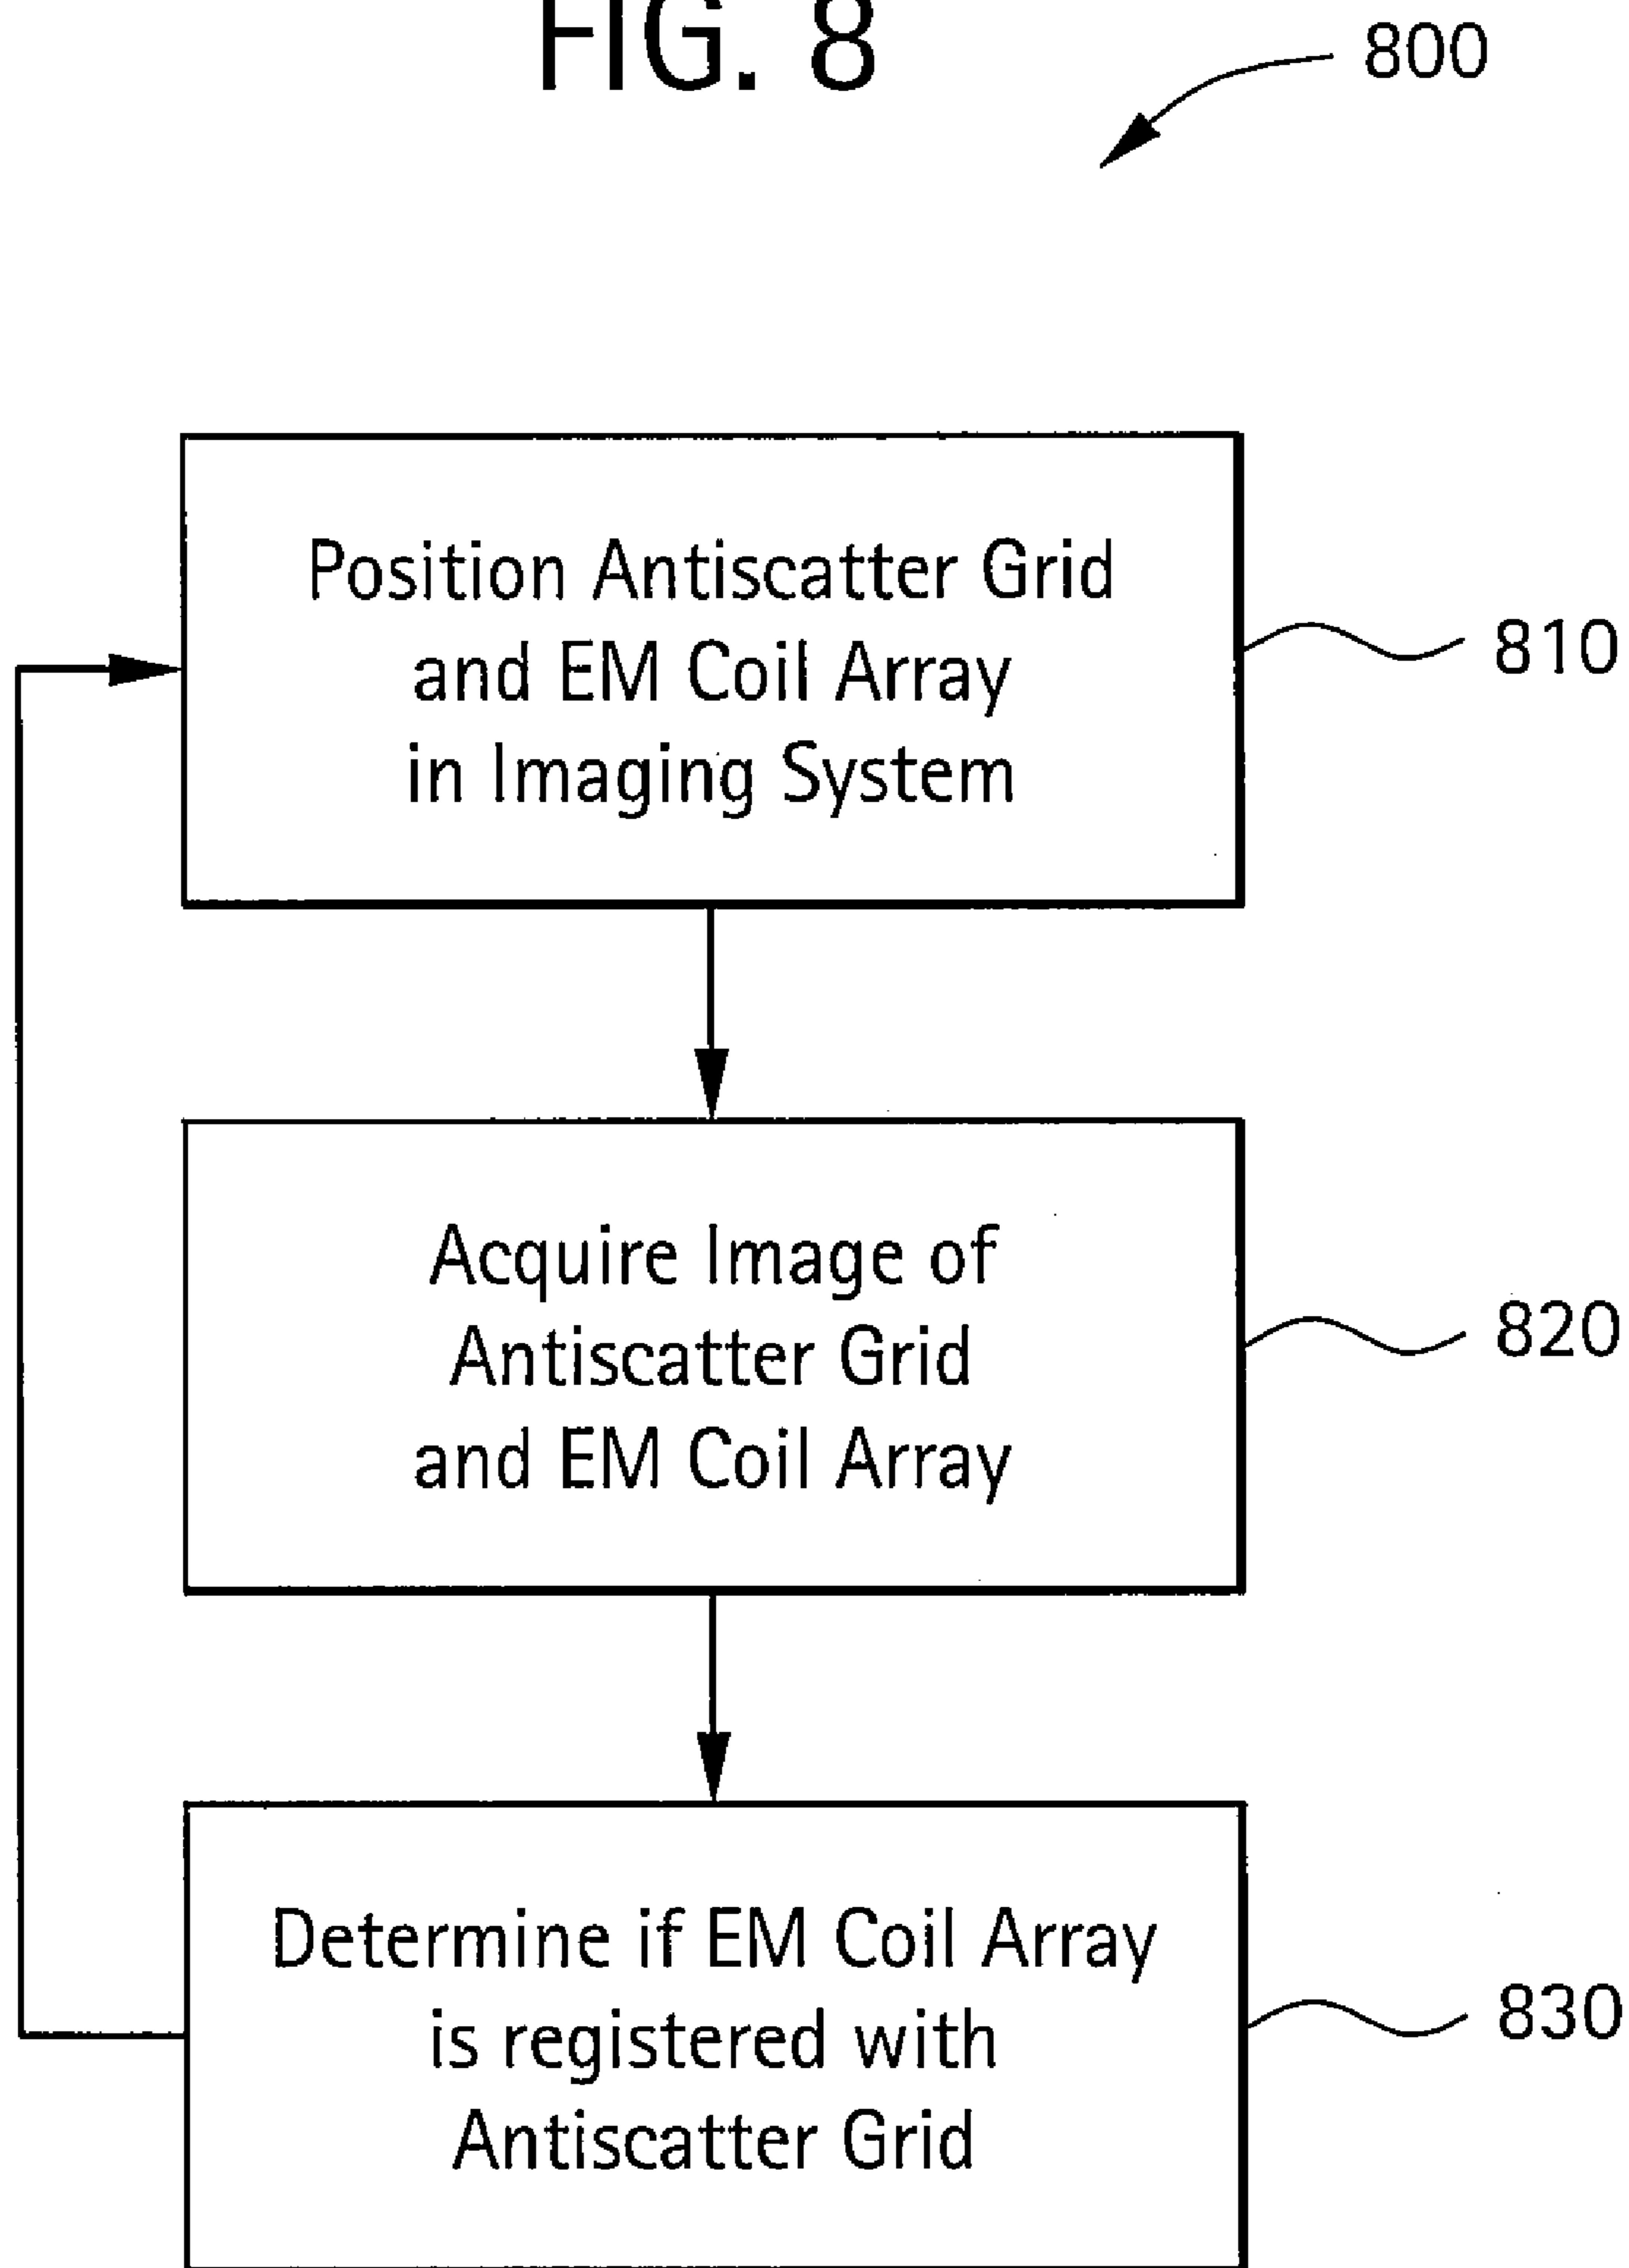 FIG. 8
800
Position Antiscatter Grid
and EM Coil Array
in Imaging System
810
Acquire Image of
Antiscatter Grid
and EM Coil Array
820
Determine if EM Coil Array
is registered with
Antiscatter Grid
830